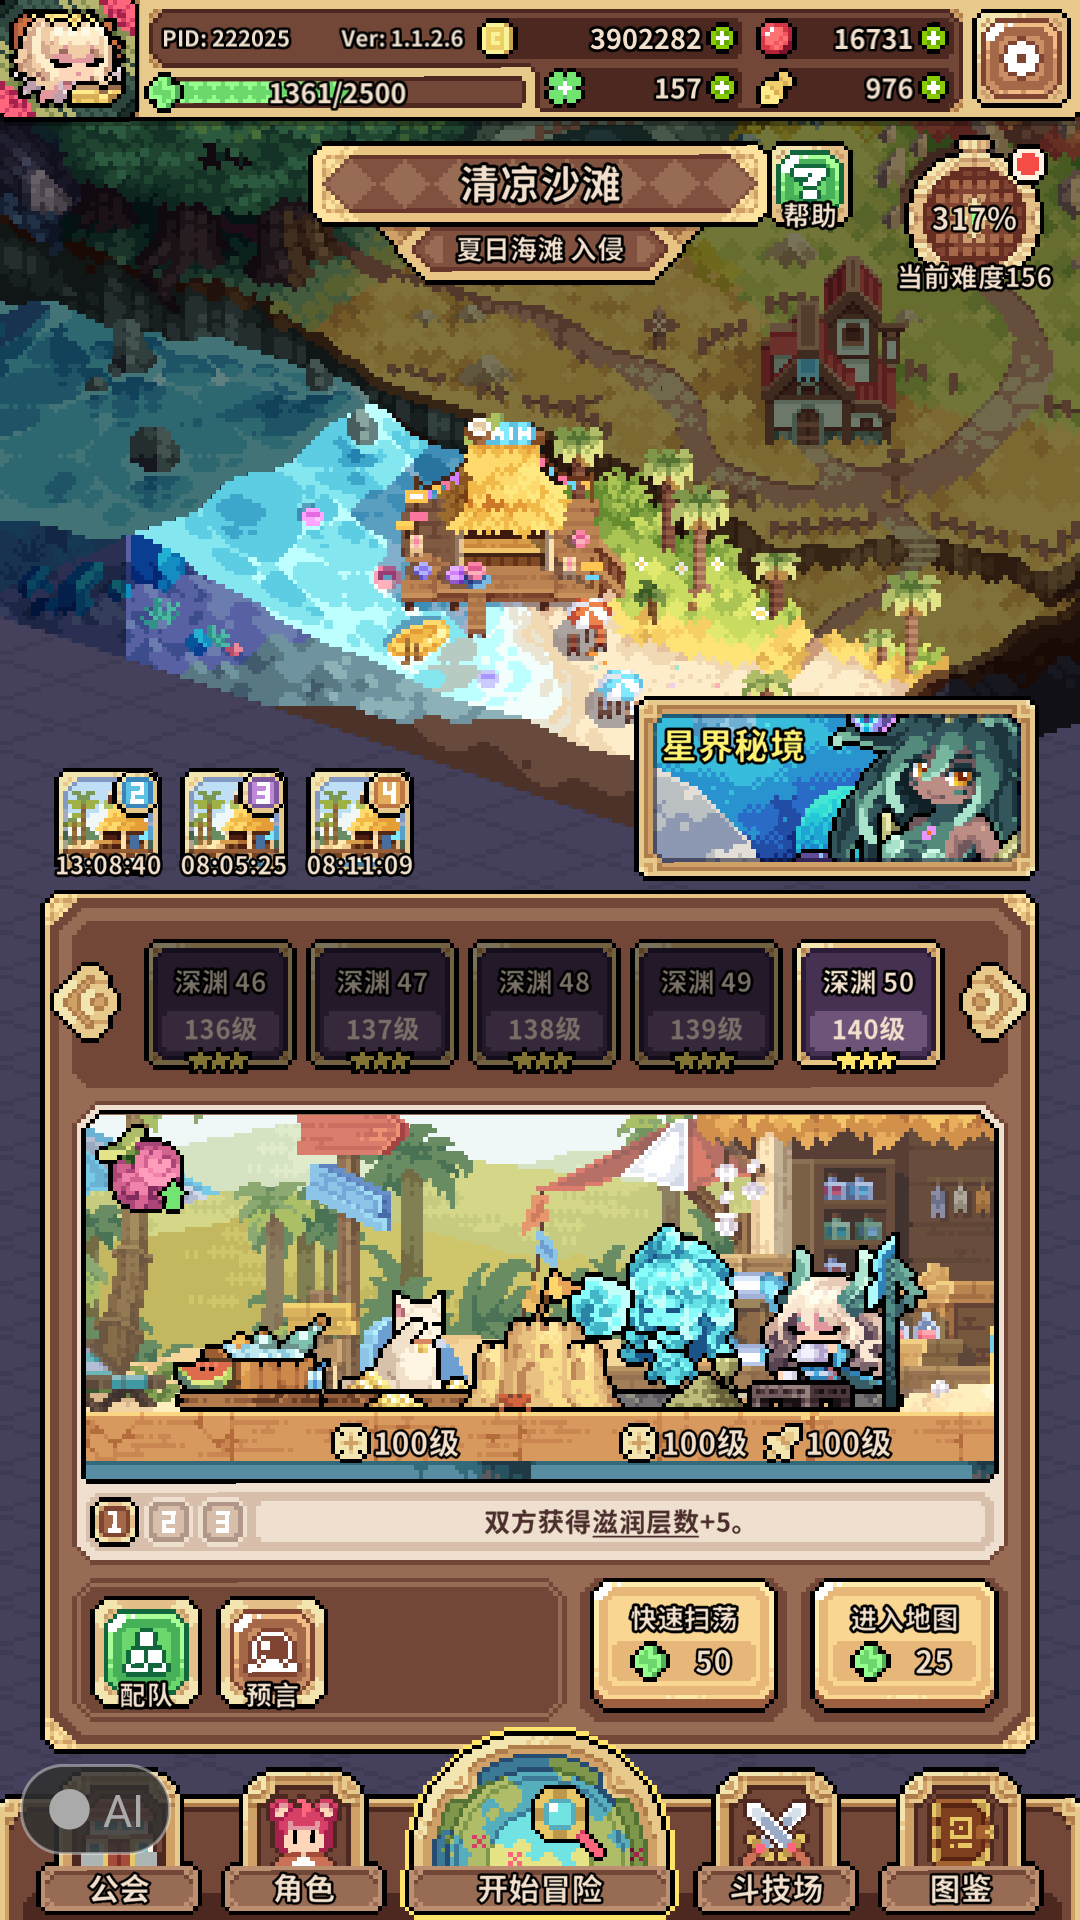 PID: 222025 Ver: 1.1.2.6 3902282 16731
1361/2500 157 976
清凉沙滩
帮助
夏日海滩 入侵
317%
当前难度156
星界秘境
2 3 4
13:08:40 08:05:25 08:11:09
深渊 46 深渊 47 深渊 48 深渊 49 深渊 50
136级 137级 138级 139级 140级
100级 100级 100级
1 2 3 双方获得滋润层数+5。
快速扫荡 进入地图
50 25
配队 预言
AI
公会 角色 开始冒险 斗技场 图鉴